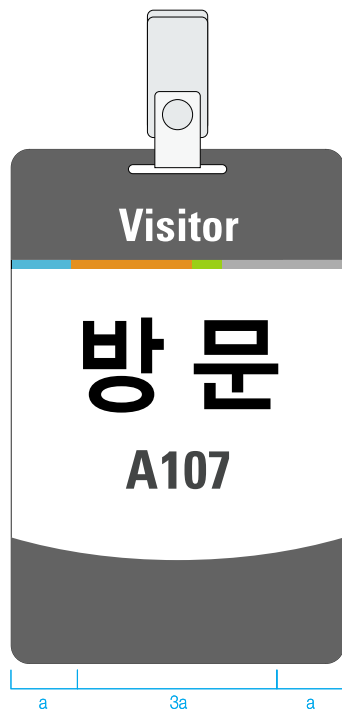 Visitor
방문
A107
a 3a a